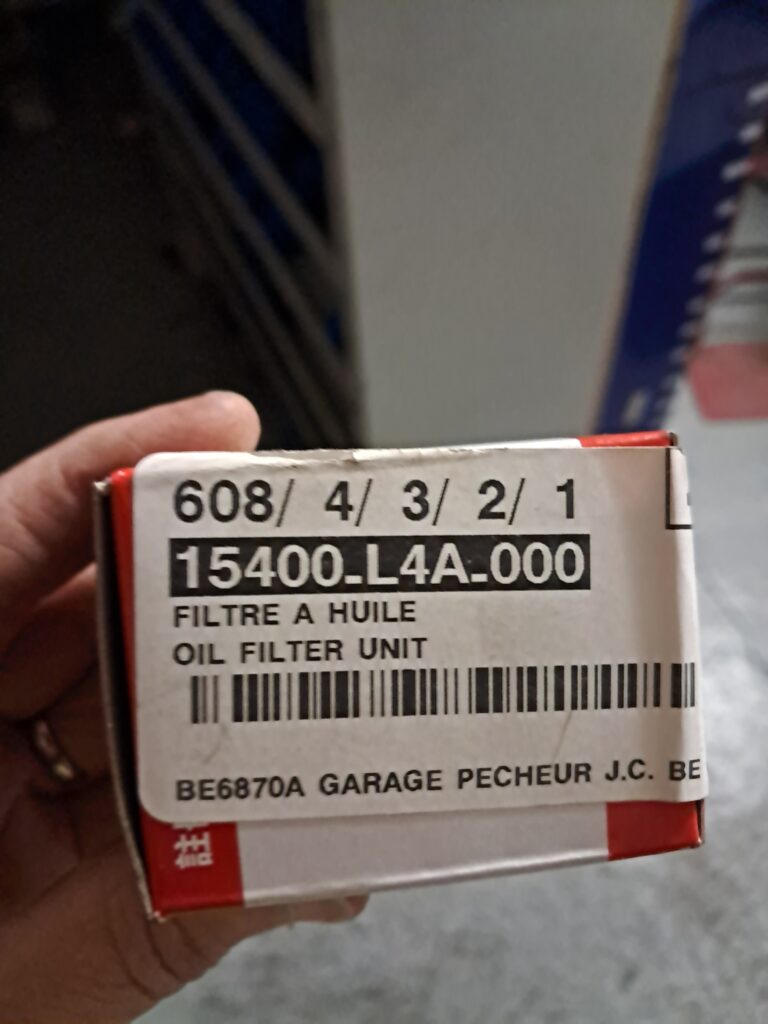 608/ 4/ 3/ 2/ 1
15400-L4A-000
FILTRE A HUILE
OIL FILTER UNIT
BE6870A GARAGE PECHEUR J.C. BE